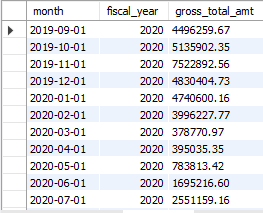 month fiscal_year gross_total_amt
2019-09-01 2020 4496259.67
2019-10-01 2020 5135902.35
2019-11-01 2020 7522892.56
2019-12-01 2020 4830404.73
2020-01-01 2020 4740600.16
2020-02-01 2020 3996227.77
2020-03-01 2020 378770.97
2020-04-01 2020 395035.35
2020-05-01 2020 783813.42
2020-06-01 2020 1695216.60
2020-07-01 2020 2551159.16